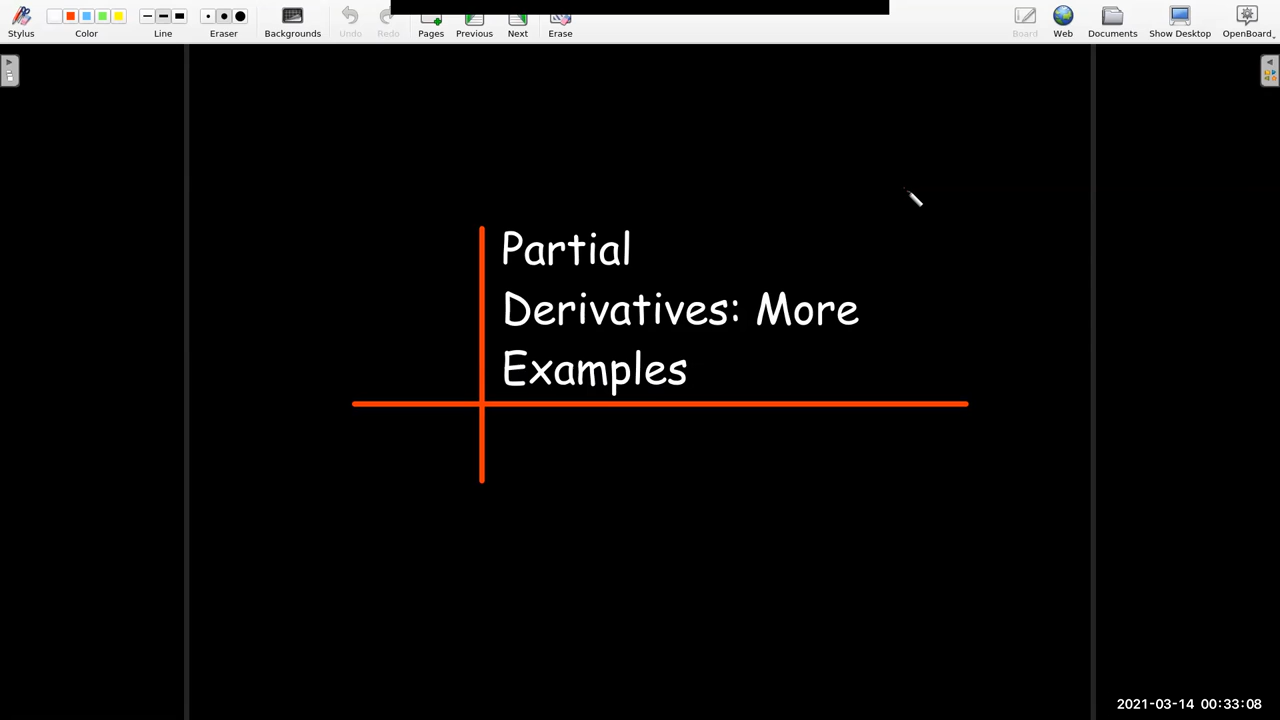 Stylus Color Line Eraser Backgrounds Undo Redo Pages Previous Next Erase Board Web Documents Show Desktop OpenBoard
Partial
Derivatives: More
Examples
2021-03-14 00:33:08